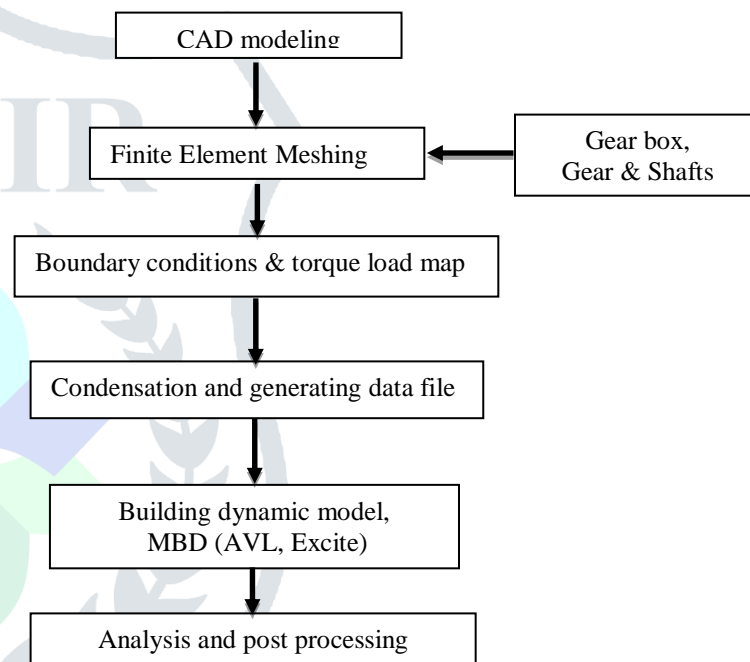 CAD modeling
IR
Finite Element Meshing
Gear box,
Gear & Shafts
Boundary conditions & torque load map
Condensation and generating data file
Building dynamic model,
MBD (AVL, Excite)
Analysis and post processing